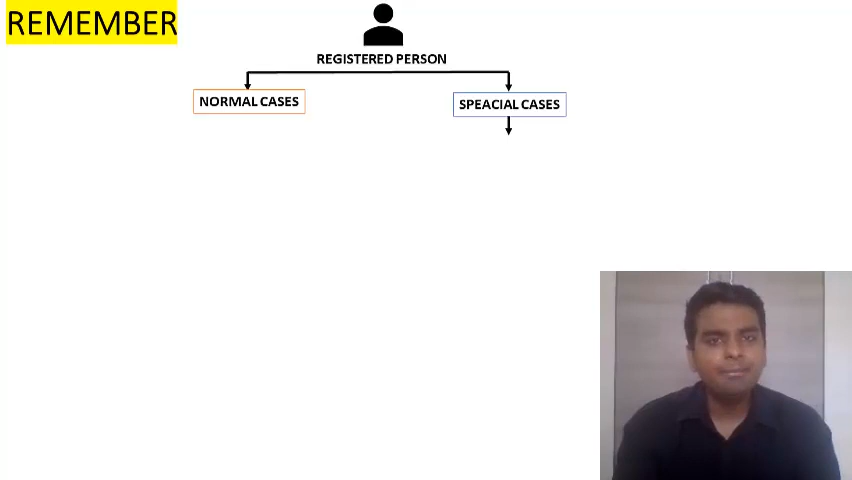 REMEMBER
REGISTERED PERSON
NORMAL CASES
SPEACIAL CASES